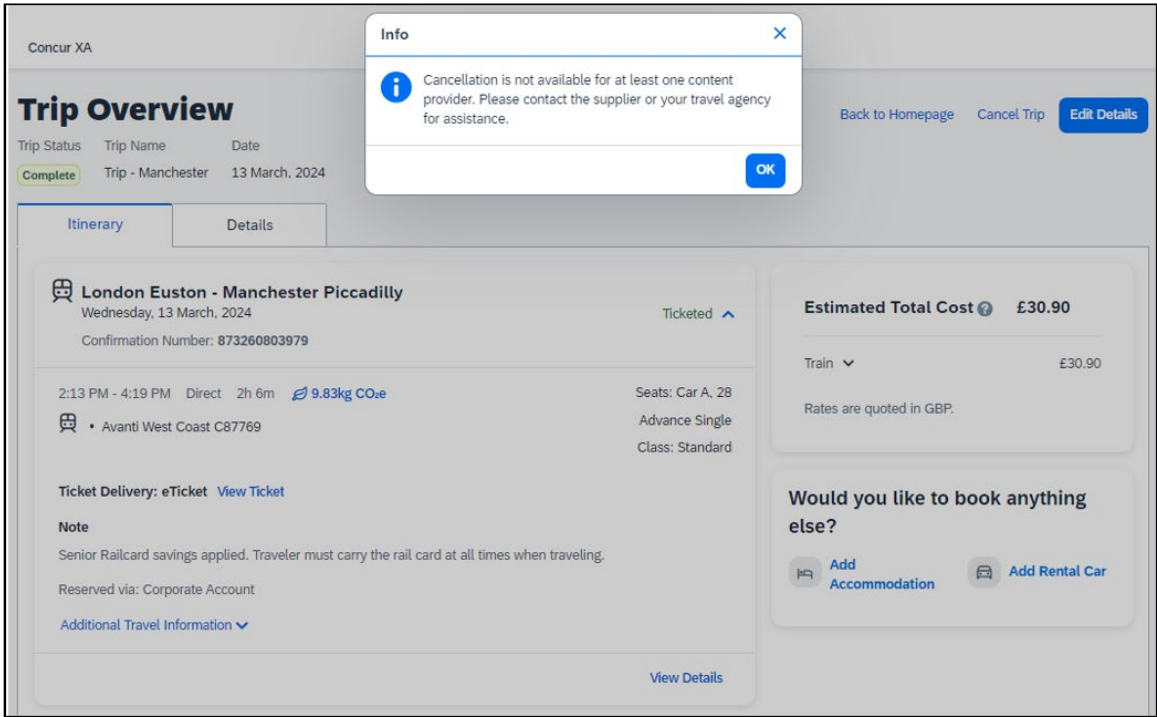 Concur XA
Info
Cancellation is not available for at least one content
provider. Please contact the supplier or your travel agency
for assistance.
OK
Trip Overview
Back to Homepage
Cancel Trip
Edit Details
Trip Status
Trip Name
Date
Complete
Trip - Manchester
13 March, 2024
Itinerary
Details
London Euston - Manchester Piccadilly
Wednesday, 13 March, 2024
Ticketed
Confirmation Number: 873260803979
2:13 PM - 4:19 PM Direct 2h 6m 9.83kg CO₂e
Seats: Car A, 28
• Avanti West Coast C87769
Advance Single
Class: Standard
Ticket Delivery: eTicket View Ticket
Note
Senior Railcard savings applied. Traveler must carry the rail card at all times when traveling.
Reserved via: Corporate Account
Additional Travel Information
View Details
Estimated Total Cost £30.90
Train £30.90
Rates are quoted in GBP.
Would you like to book anything
else?
Add
Accommodation
Add Rental Car